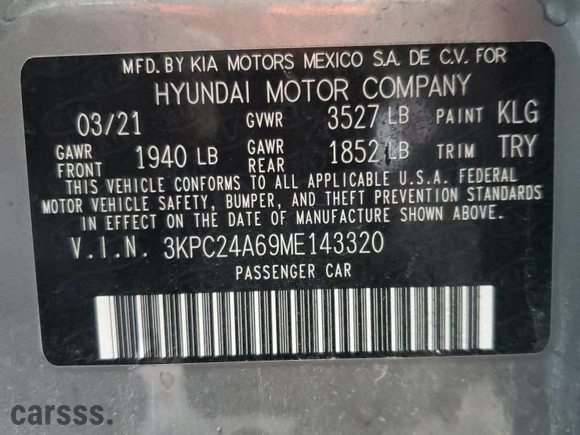 MFD. BY KIA MOTORS MEXICO S.A. DE C.V. FOR
HYUNDAI MOTOR COMPANY
03/21 GVWR 3527 LB PAINT KLG
GAWR FRONT 1940 LB GAWR REAR 1852 LB TRIM TRY
THIS VEHICLE CONFORMS TO ALL APPLICABLE U.S.A. FEDERAL
MOTOR VEHICLE SAFETY, BUMPER, AND THEFT PREVENTION STANDARDS
IN EFFECT ON THE DATE OF MANUFACTURE SHOWN ABOVE.
V.I.N. 3KPC24A69ME143320
PASSENGER CAR
carsss.